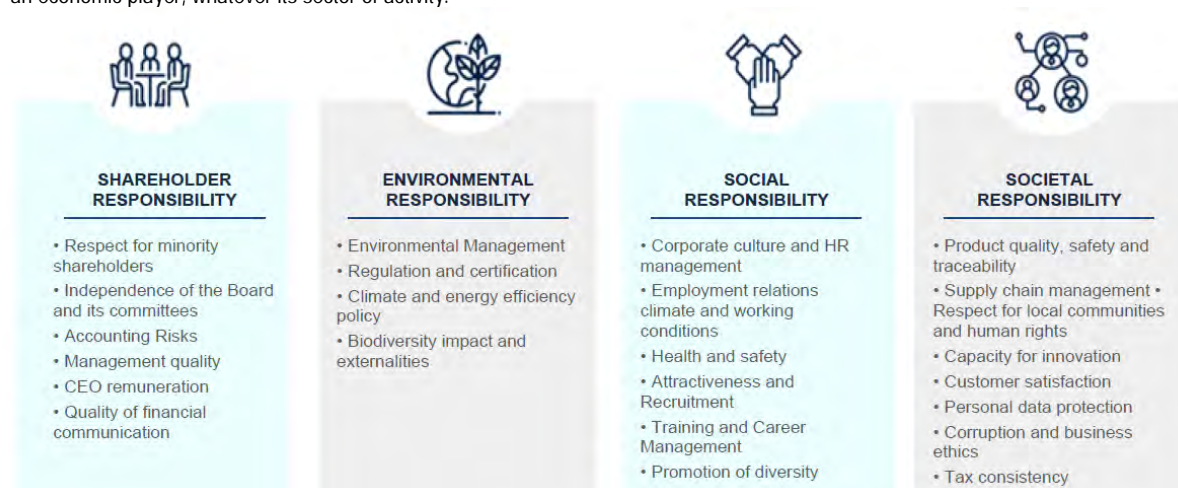 an economic player, whatever its sector of activity.
SHAREHOLDER
RESPONSIBILITY
• Respect for minority
shareholders
• Independence of the Board
and its committees
• Accounting Risks
• Management quality
• CEO remuneration
• Quality of financial
communication
ENVIRONMENTAL
RESPONSIBILITY
• Environmental Management
• Regulation and certification
• Climate and energy efficiency
policy
• Biodiversity impact and
externalities
SOCIAL
RESPONSIBILITY
• Corporate culture and HR
management
• Employment relations
climate and working
conditions
• Health and safety
• Attractiveness and
Recruitment
• Training and Career
Management
• Promotion of diversity
SOCIETAL
RESPONSIBILITY
• Product quality, safety and
traceability
• Supply chain management •
Respect for local communities
and human rights
• Capacity for innovation
• Customer satisfaction
• Personal data protection
• Corruption and business
ethics
• Tax consistency